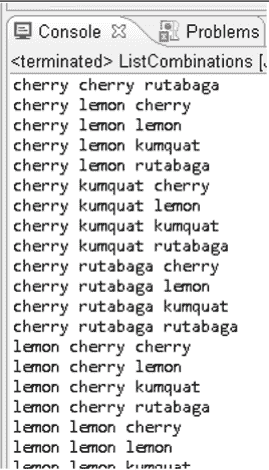 Console Problems
<terminated> ListCombinations [
cherry cherry rutabaga
cherry lemon cherry
cherry lemon lemon
cherry lemon kumquat
cherry lemon rutabaga
cherry kumquat cherry
cherry kumquat lemon
cherry kumquat kumquat
cherry kumquat rutabaga
cherry rutabaga cherry
cherry rutabaga lemon
cherry rutabaga kumquat
cherry rutabaga rutabaga
lemon cherry cherry
lemon cherry lemon
lemon cherry kumquat
lemon cherry rutabaga
lemon lemon cherry
lemon lemon lemon
lemon lemon kumquat